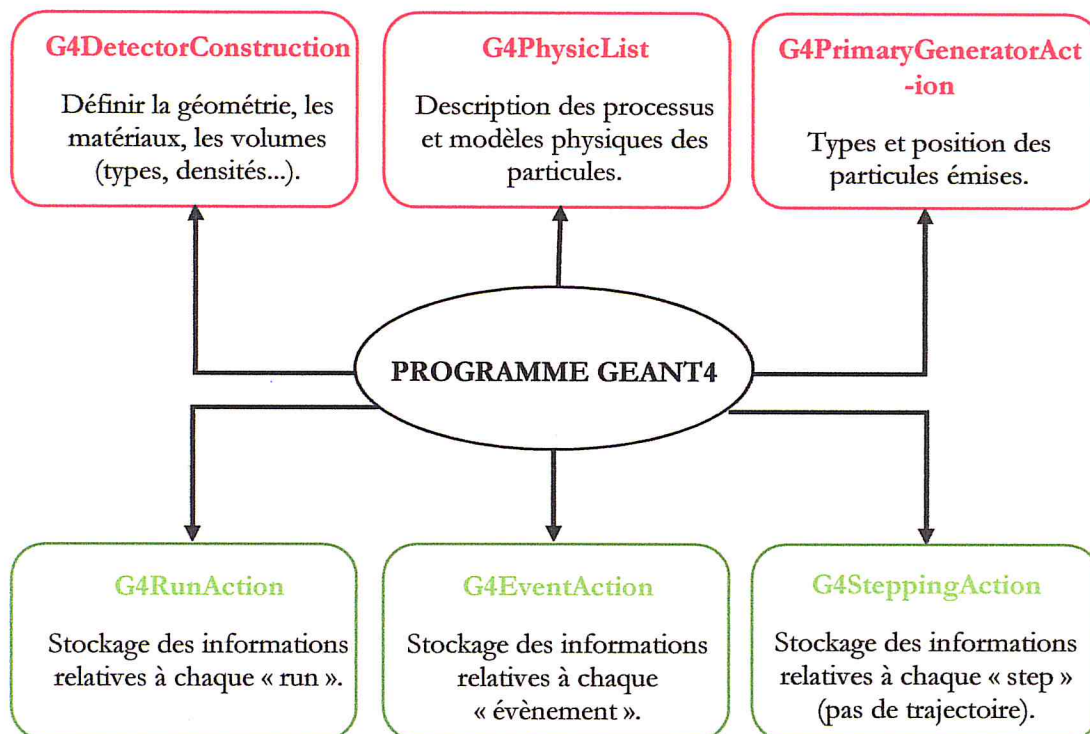 G4DetectorConstruction
Définir la géométrie, les
matériaux, les volumes
(types, densités...).
G4PhysicList
Description des processus
et modèles physiques des
particules.
G4PrimaryGeneratorAct
-ion
Types et position des
particules émises.
PROGRAMME GEANT4
G4RunAction
Stockage des informations
relatives à chaque « run ».
G4EventAction
Stockage des informations
relatives à chaque
« évènement ».
G4SteppingAction
Stockage des informations
relatives à chaque « step »
(pas de trajectoire).